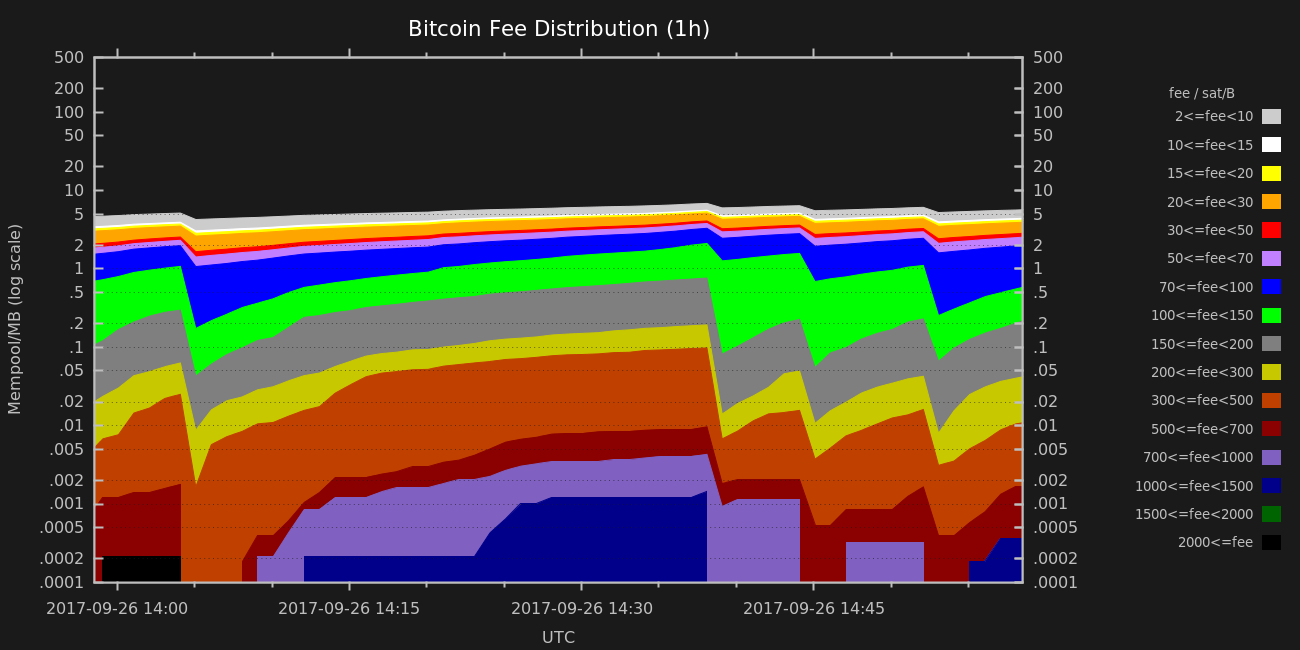 Bitcoin Fee Distribution (1h)
500 500
200 200
100 100
50 50
20 20
10 10
5 5
2 2
1 1
.5 .5
.2 .2
.1 .1
.05 .05
.02 .02
.01 .01
.005 .005
.002 .002
.001 .001
.0005 .0005
.0002 .0002
.0001 .0001
Mempool/MB (log scale)
2017-09-26 14:00 2017-09-26 14:15 2017-09-26 14:30 2017-09-26 14:45
UTC
fee / sat/B
2<=fee<10
10<=fee<15
15<=fee<20
20<=fee<30
30<=fee<50
50<=fee<70
70<=fee<100
100<=fee<150
150<=fee<200
200<=fee<300
300<=fee<500
500<=fee<700
700<=fee<1000
1000<=fee<1500
1500<=fee<2000
2000<=fee